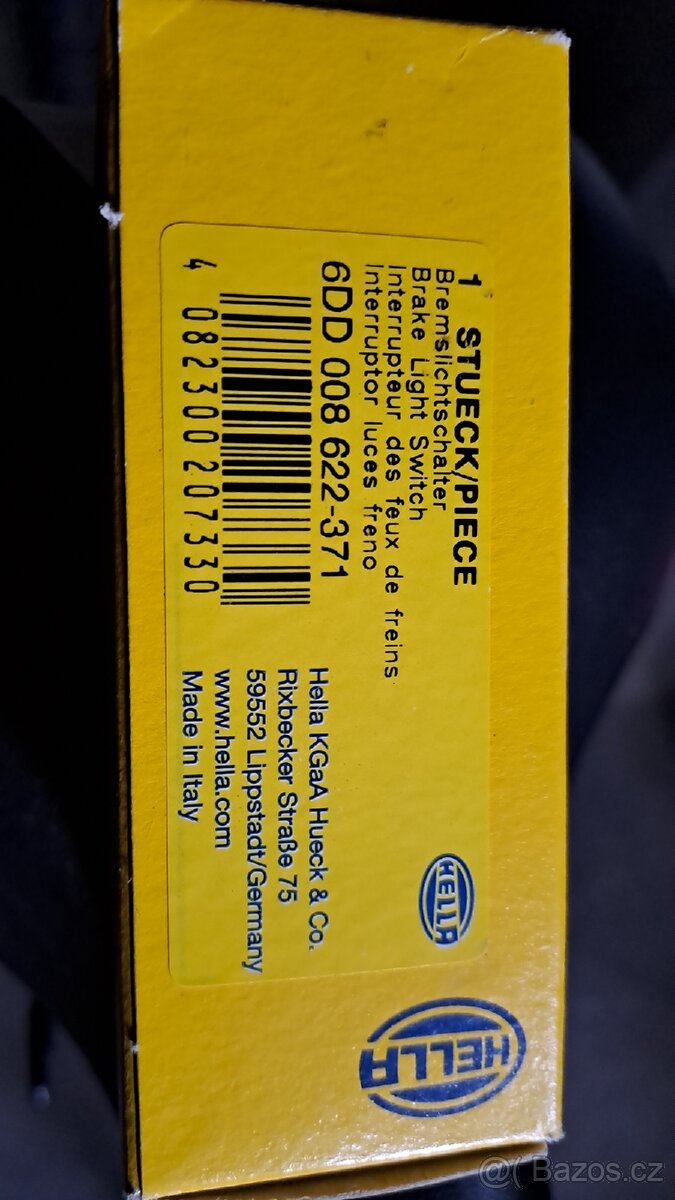 1 STUECK/PIECE
Bremslichtschalter
Brake Light Switch
Interrupteur des feux de freins
Interruptor luces freno
6DD 008 622-371
4 082300 207330
HELLA
Hella KGaA Hueck & Co.
Rixbecker Straße 75
59552 Lippstadt/Germany
www.hella.com
Made in Italy
HELLA
@( Bazos.cz